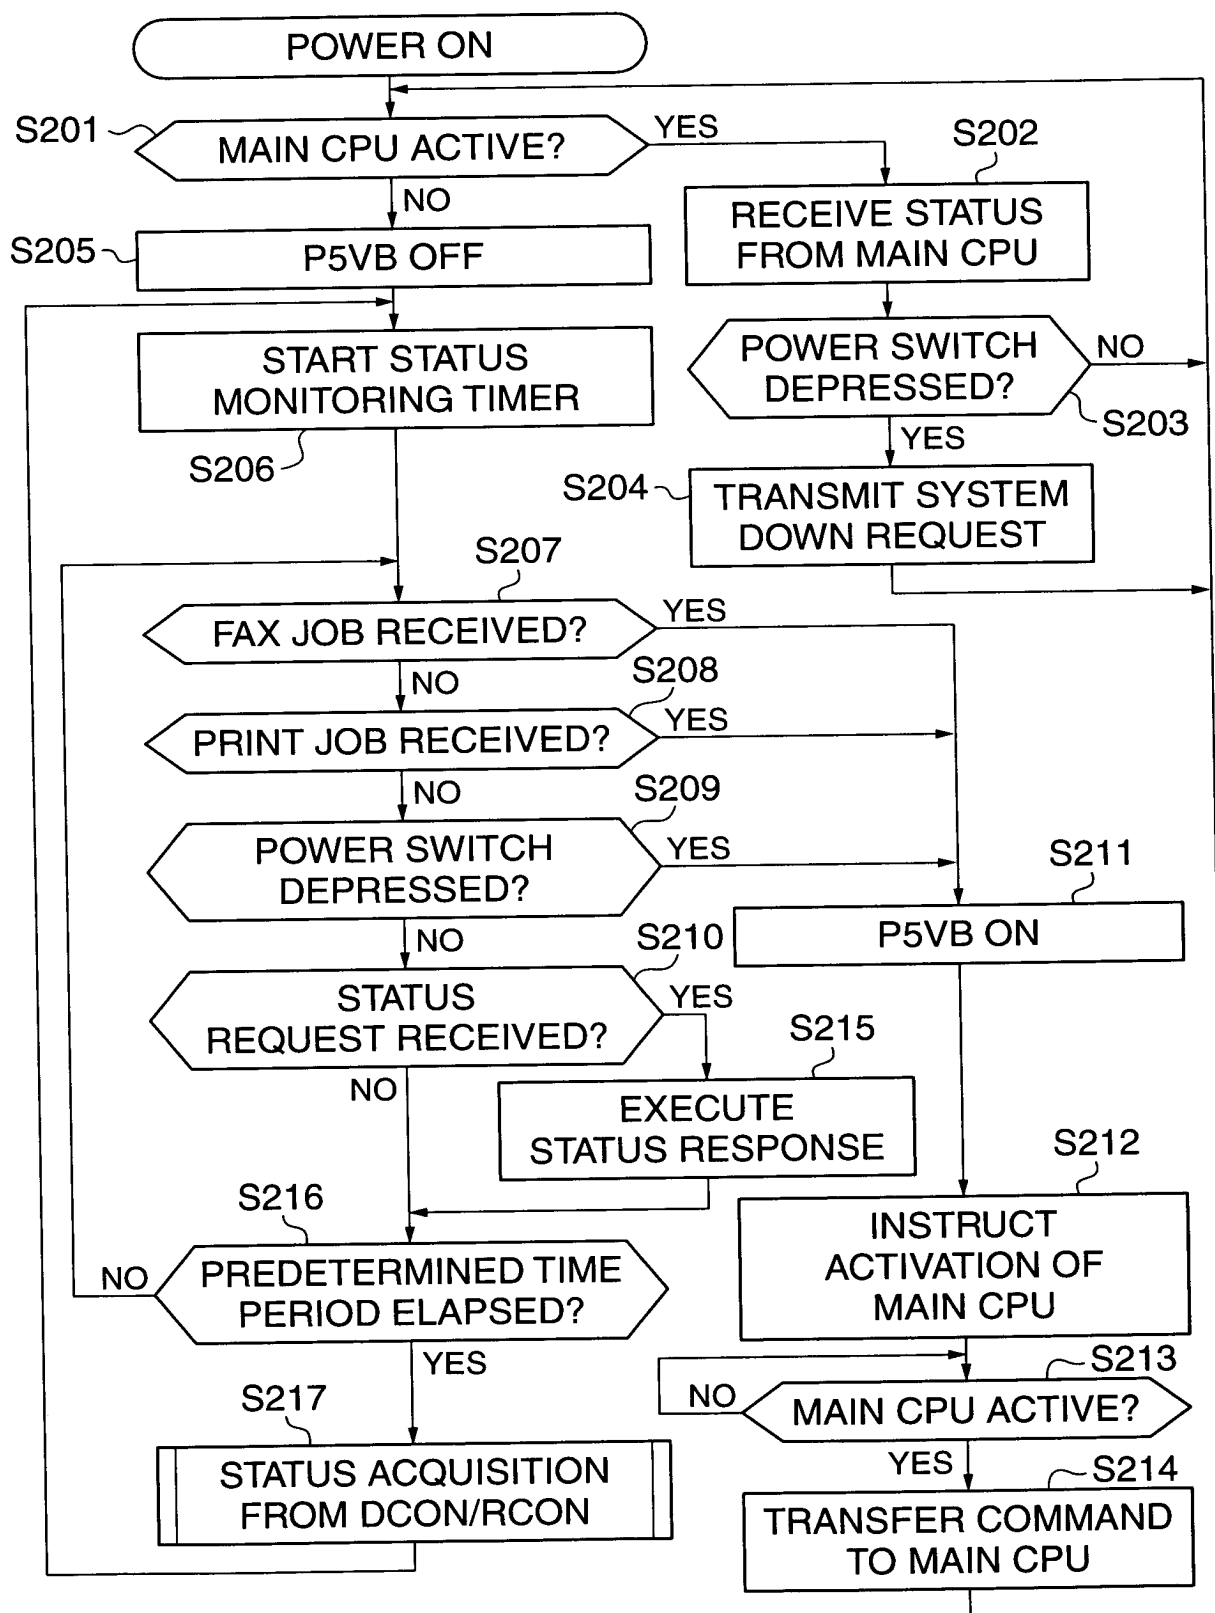 POWER ON
S201
MAIN CPU ACTIVE?
YES
NO
S202
RECEIVE STATUS
FROM MAIN CPU
S205
P5VB OFF
START STATUS
MONITORING TIMER
S206
POWER SWITCH
DEPRESSED?
NO
S203
YES
S204
TRANSMIT SYSTEM
DOWN REQUEST
S207
FAX JOB RECEIVED?
YES
NO
S208
PRINT JOB RECEIVED?
YES
NO
S209
POWER SWITCH
DEPRESSED?
YES
NO
S211
P5VB ON
S210
STATUS
REQUEST RECEIVED?
YES
NO
S215
EXECUTE
STATUS RESPONSE
S212
INSTRUCT
ACTIVATION OF
MAIN CPU
S216
PREDETERMINED TIME
PERIOD ELAPSED?
NO
YES
S213
MAIN CPU ACTIVE?
NO
YES
S217
STATUS ACQUISITION
FROM DCON/RCON
S214
TRANSFER COMMAND
TO MAIN CPU